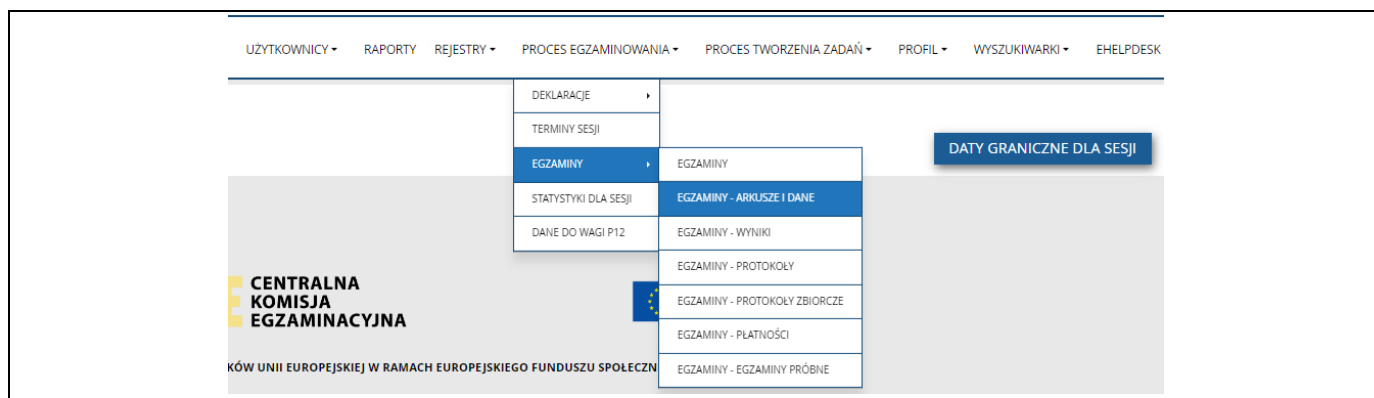 UŻYTKOWNICY RAPORTY REJESTRY PROCES EGZAMINOWANIA PROCES TWORZENIA ZADAŃ PROFIL WYSZUKIWARKI EHELPDESK
DEKLARACJE
TERMINY SESJI
DATY GRANICZNE DLA SESJI
EGZAMINY
EGZAMINY
STATYSTYKI DLA SESJI
EGZAMINY - ARKUSZE I DANE
DANE DO WAGI P12
EGZAMINY - WYNIKI
EGZAMINY - PROTOKOŁY
EGZAMINY - PROTOKOŁY ZBIORCZE
EGZAMINY - PŁATNOŚCI
EGZAMINY - EGZAMINY PRÓBNE
CENTRALNA
KOMISJA
EGZAMINACYJNA
KÓW UNII EUROPEJSKIEJ W RAMACH EUROPEJSKIEGO FUNDUSZU SPOŁECZN